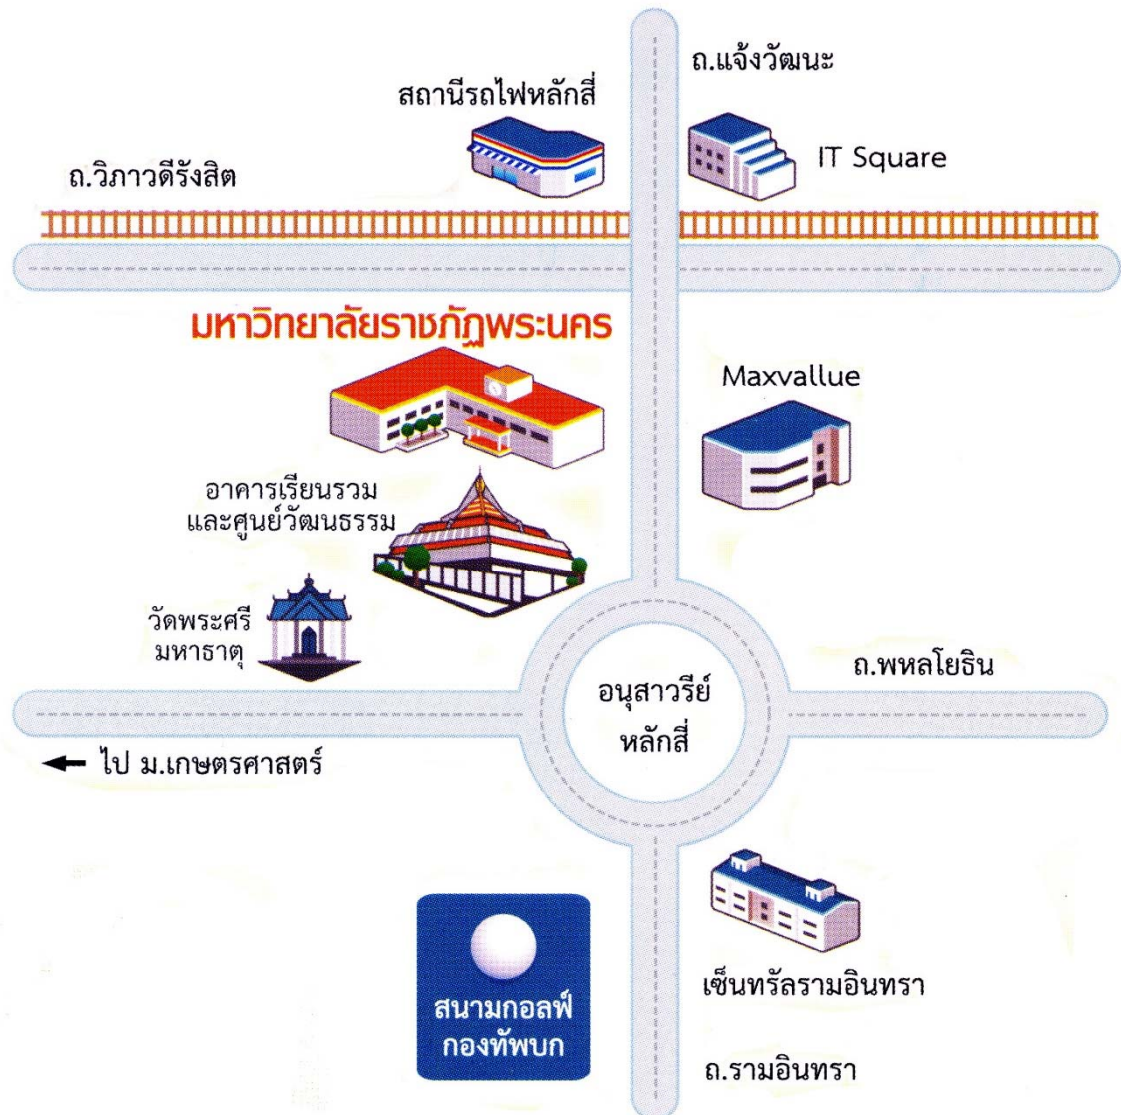 ถ.แจ้งวัฒนะ
สถานีรถไฟหลักสี่
IT Square
ถ.วิภาวดีรังสิต
มหาวิทยาลัยราชภัฏพระนคร
Maxvallue
อาคารเรียนรวม
และศูนย์วัฒนธรรม
วัดพระศรี
มหาธาตุ
ถ.พหลโยธิน
อนุสาวรีย์
หลักสี่
ไป ม.เกษตรศาสตร์
สนามกอลฟ์
กองทัพบก
เซ็นทรัลรามอินทรา
ถ.รามอินทรา